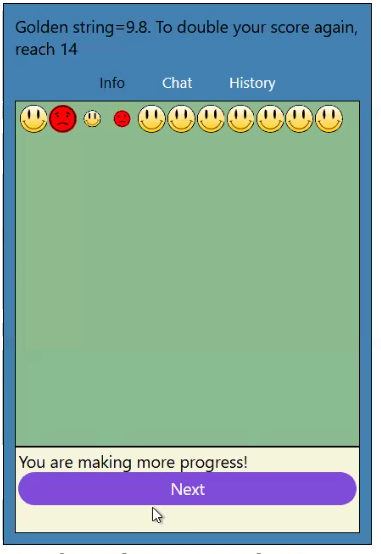 Golden string=9.8. To double your score again,
reach 14
Info Chat History
You are making more progress!
Next